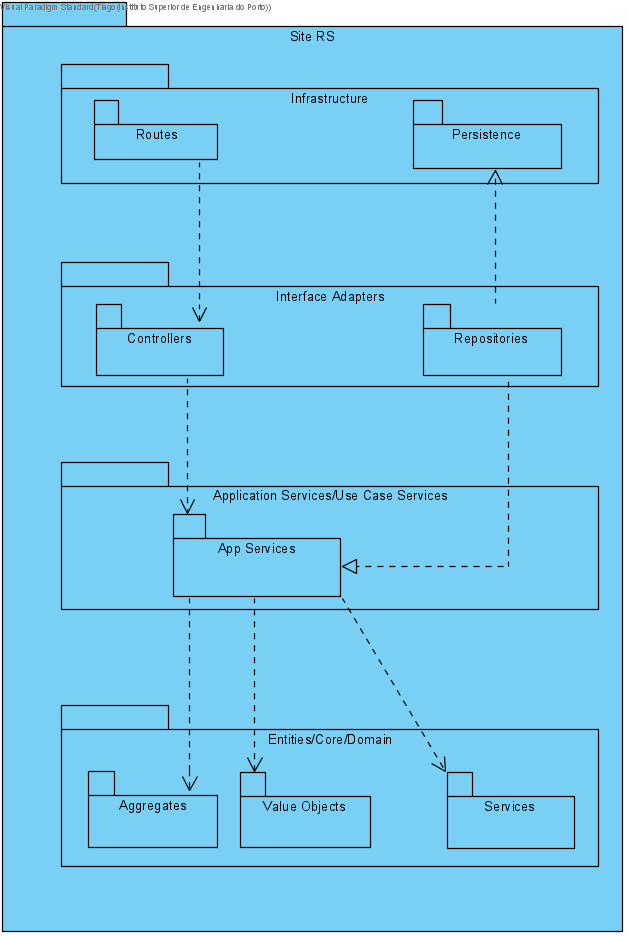 Visual Paradigm Standard(Tiago(Instituto Superior de Engenharia do Porto))
Site RS
Infrastructure
Routes
Persistence
Interface Adapters
Controllers
Repositories
Application Services/Use Case Services
App Services
Entities/Core/Domain
Aggregates
Value Objects
Services